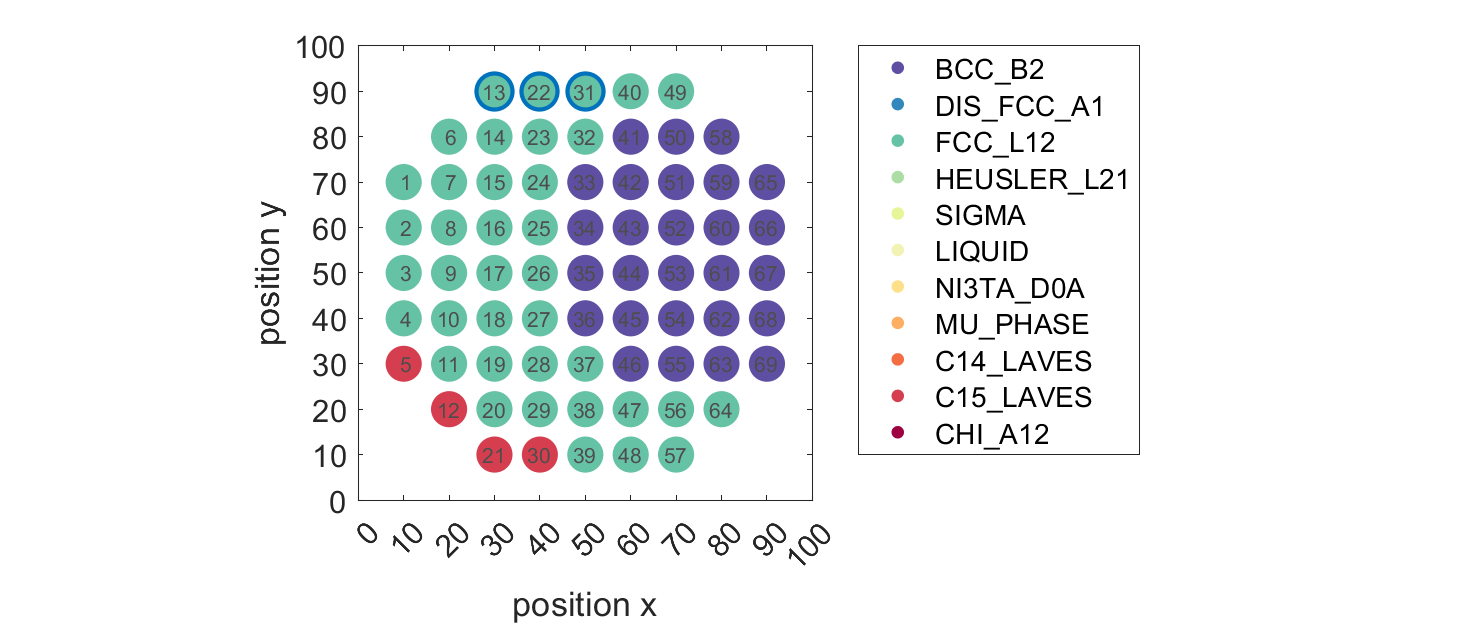 100
90
80
70
60
50
40
30
20
10
0
position y
13 22 31 40 49
6 14 23 32 41 50 58
1 7 15 24 33 42 51 59 65
2 8 16 25 34 43 52 60 66
3 9 17 26 35 44 53 61 67
4 10 18 27 36 45 54 62 68
5 11 19 28 37 46 55 63 69
12 20 29 38 47 56 64
21 30 39 48 57
0 10 20 30 40 50 60 70 80 90 100
position x
BCC_B2
DIS_FCC_A1
FCC_L12
HEUSLER_L21
SIGMA
LIQUID
NI3TA_D0A
MU_PHASE
C14_LAVES
C15_LAVES
CHI_A12